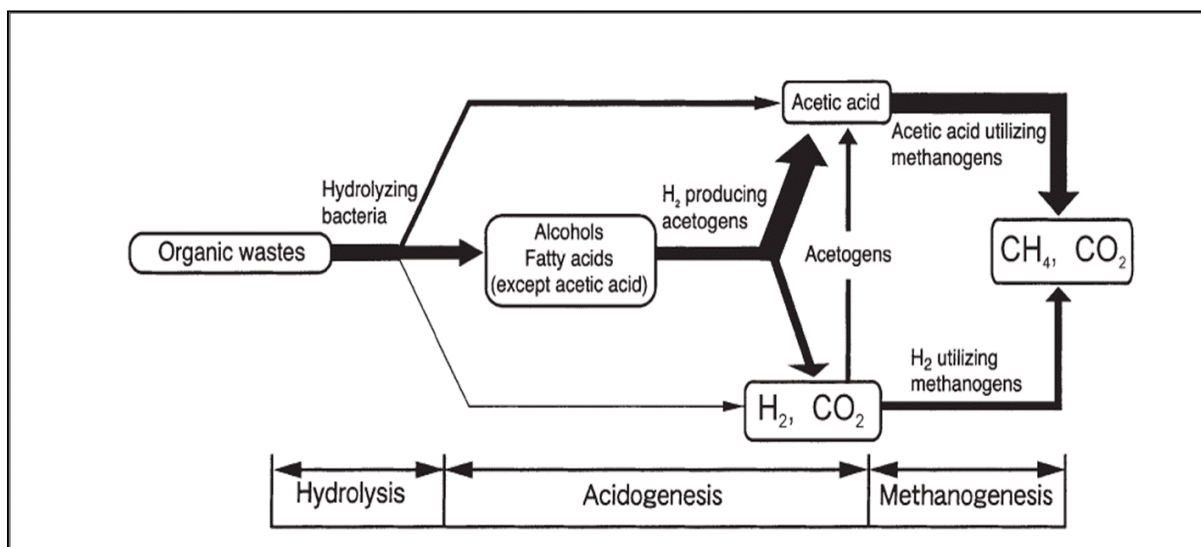 Acetic acid
Acetic acid utilizing
methanogens
Hydrolyzing
bacteria
H₂ producing
acetogens
Organic wastes
Alcohols
Fatty acids
(except acetic acid)
Acetogens
CH₄, CO₂
H₂ utilizing
methanogens
H₂, CO₂
Hydrolysis
Acidogenesis
Methanogenesis